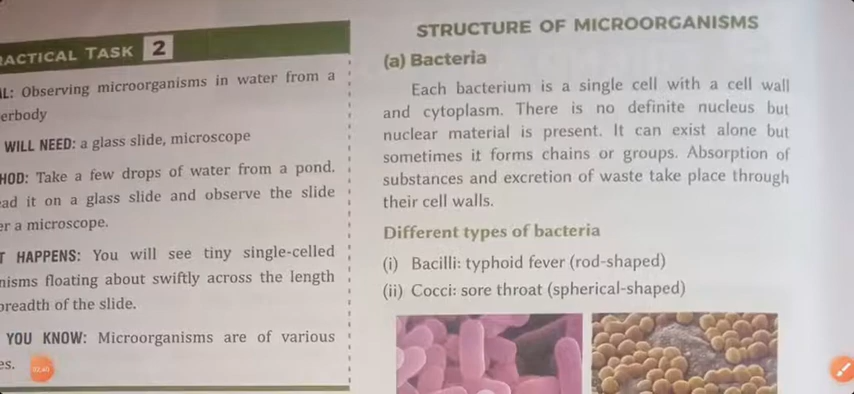 ACTICAL TASK 2
L: Observing microorganisms in water from a
erbody
WILL NEED: a glass slide, microscope
HOD: Take a few drops of water from a pond.
ad it on a glass slide and observe the slide
er a microscope.
T HAPPENS: You will see tiny single-celled
nisms floating about swiftly across the length
breadth of the slide.
YOU KNOW: Microorganisms are of various
es.
STRUCTURE OF MICROORGANISMS
(a) Bacteria
Each bacterium is a single cell with a cell wall
and cytoplasm. There is no definite nucleus but
nuclear material is present. It can exist alone but
sometimes it forms chains or groups. Absorption of
substances and excretion of waste take place through
their cell walls.
Different types of bacteria
(i) Bacilli: typhoid fever (rod-shaped)
(ii) Cocci: sore throat (spherical-shaped)